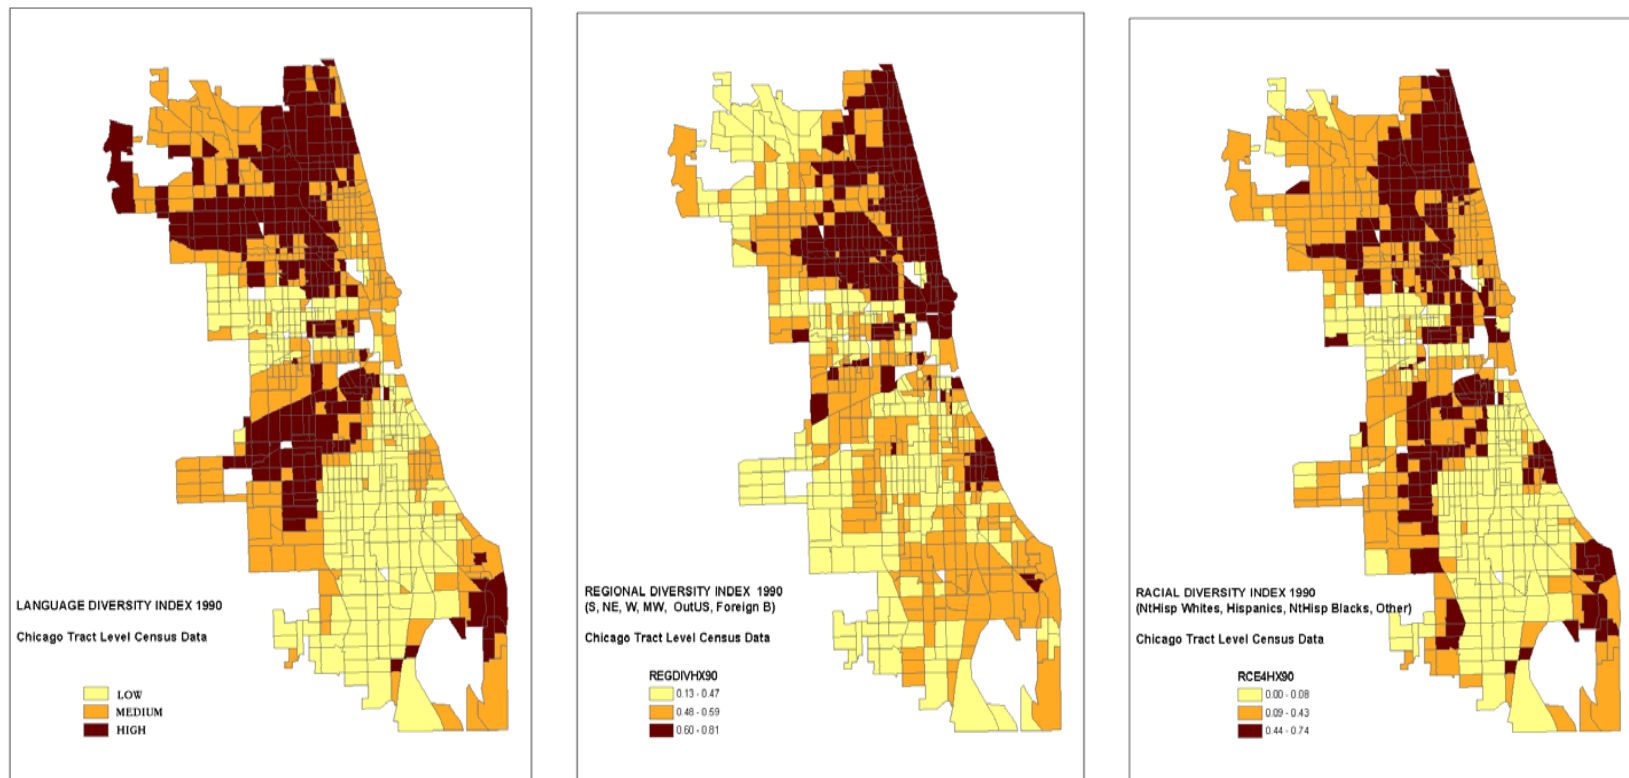 LANGUAGE DIVERSITY INDEX 1990
Chicago Tract Level Census Data
LOW
MEDIUM
HIGH
REGIONAL DIVERSITY INDEX 1990
(S, NE, W, MW, OutUS, Foreign B)
Chicago Tract Level Census Data
REGDIVHX90
0.13 - 0.47
0.48 - 0.59
0.60 - 0.81
RACIAL DIVERSITY INDEX 1990
(NtHisp Whites, Hispanics, NtHisp Blacks, Other)
Chicago Tract Level Census Data
RCE4HX90
0.00 - 0.08
0.09 - 0.43
0.44 - 0.74